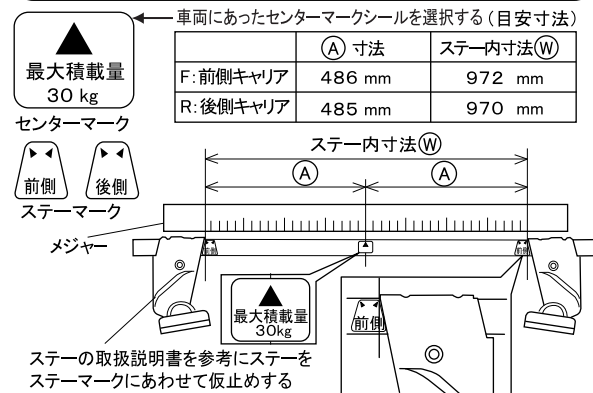 車両にあったセンターマークシールを選択する(目安寸法)
▲
最大積載量
30 kg
センターマーク
Ⓐ 寸法 ステー内寸法Ⓦ
F:前側キャリア 486 mm 972 mm
R:後側キャリア 485 mm 970 mm
前側 後側
ステーマーク
ステー内寸法Ⓦ
Ⓐ Ⓐ
メジャー
前側 前側
▲
最大積載量
30kg
前側
ステーの取扱説明書を参考にステーを
ステーマークにあわせて仮止めする